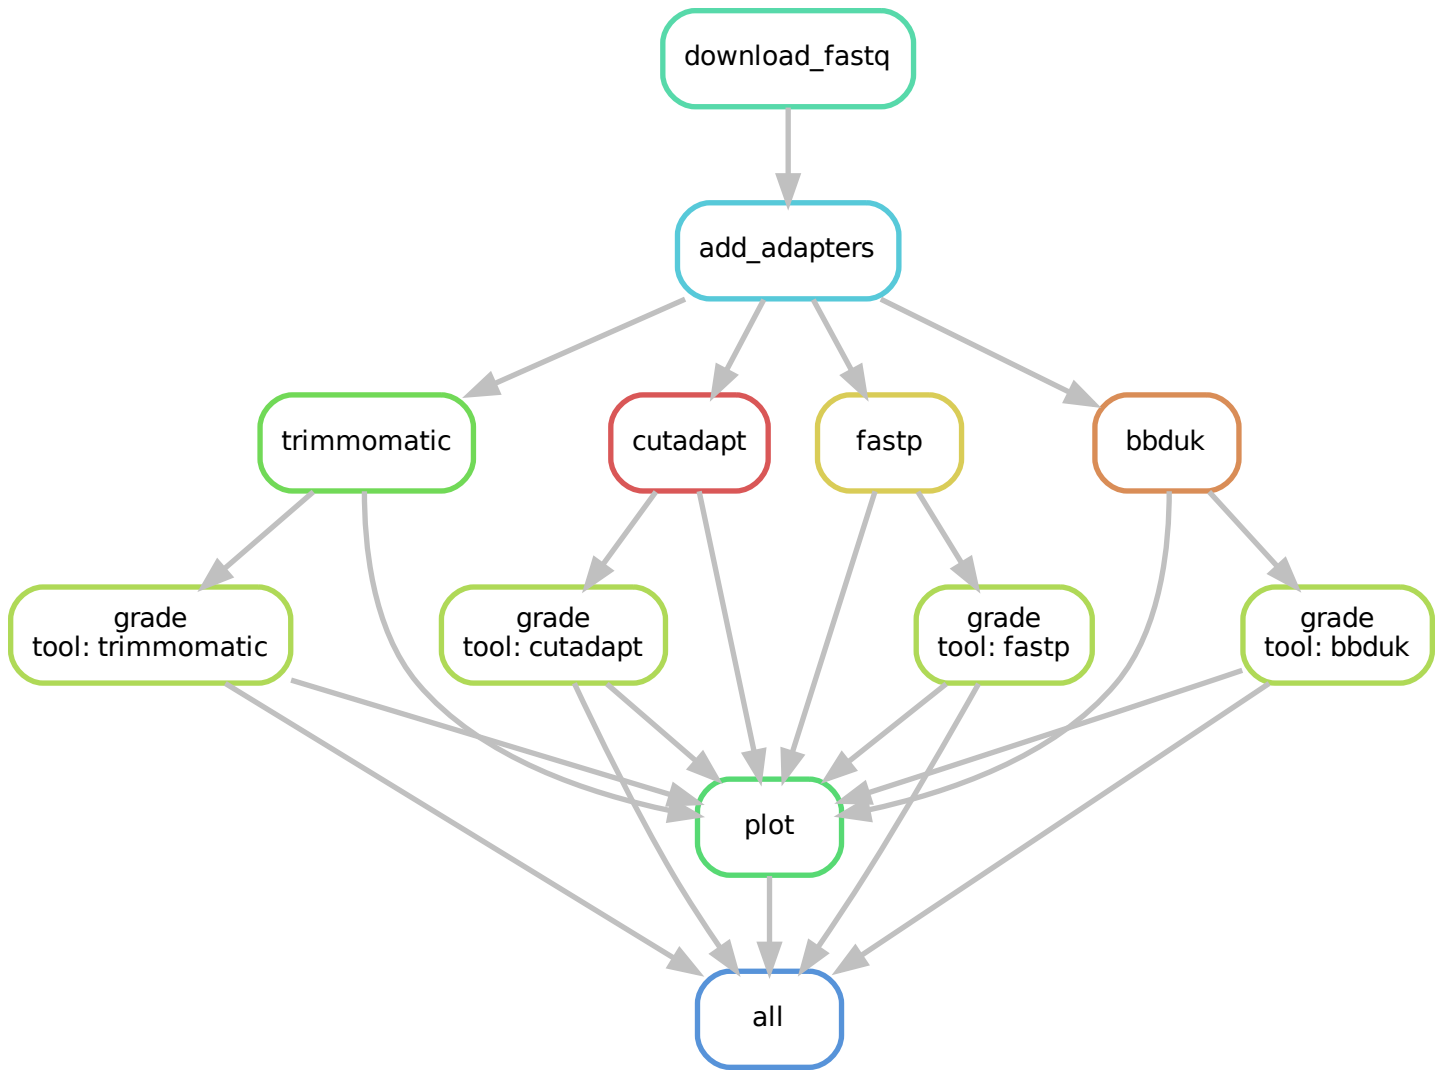 download_fastq
add_adapters
trimmomatic
cutadapt
fastp
bbduk
grade
tool: trimmomatic
grade
tool: cutadapt
grade
tool: fastp
grade
tool: bbduk
plot
all